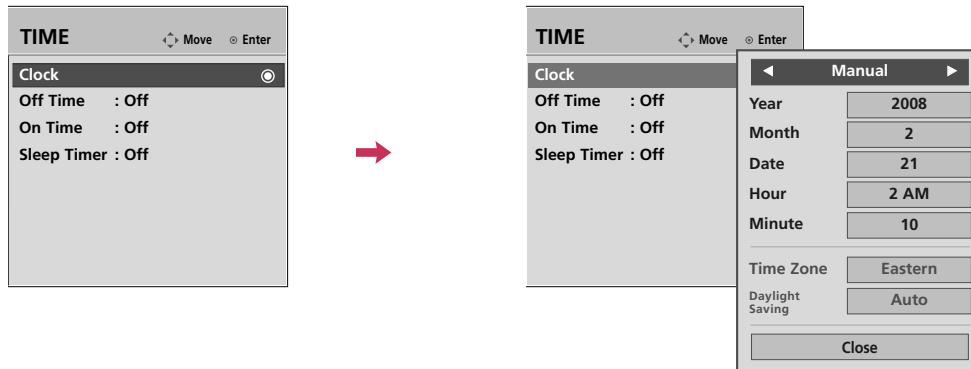 TIME Move Enter
Clock
Off Time : Off
On Time : Off
Sleep Timer : Off
TIME Move Enter
Clock
Off Time : Off
On Time : Off
Sleep Timer : Off
Manual
Year 2008
Month 2
Date 21
Hour 2 AM
Minute 10
Time Zone Eastern
Daylight
Saving
Auto
Close